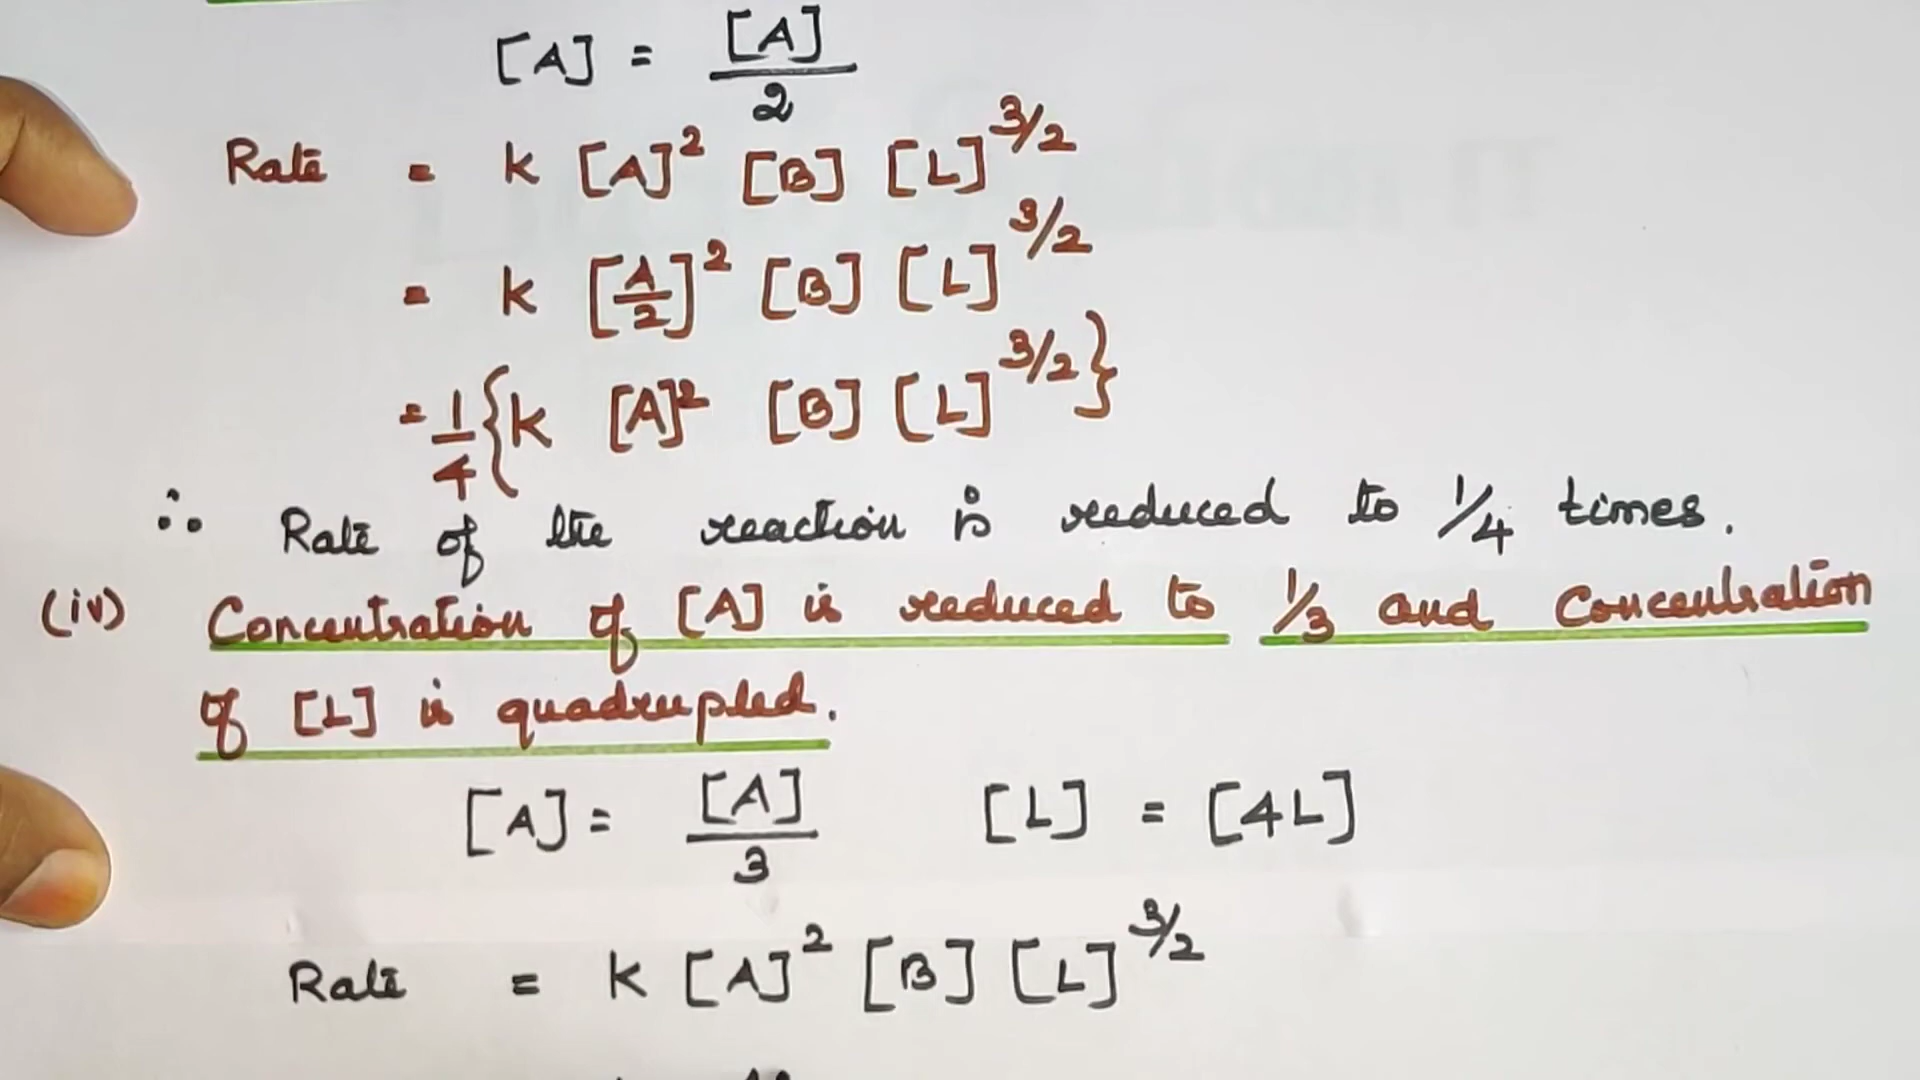 [A] = [A]/2
Rate = k [A]² [B] [L]^3/2
= k [A/2]² [B] [L]^3/2
= 1/4 {k [A]² [B] [L]^3/2}
∴ Rate of the reaction is reduced to 1/4 times.
(iv) Concentration of [A] is reduced to 1/3 and Concentration
of [L] is quadrupled.
[A] = [A]/3 [L] = [4L]
Rate = k [A]² [B] [L]^3/2